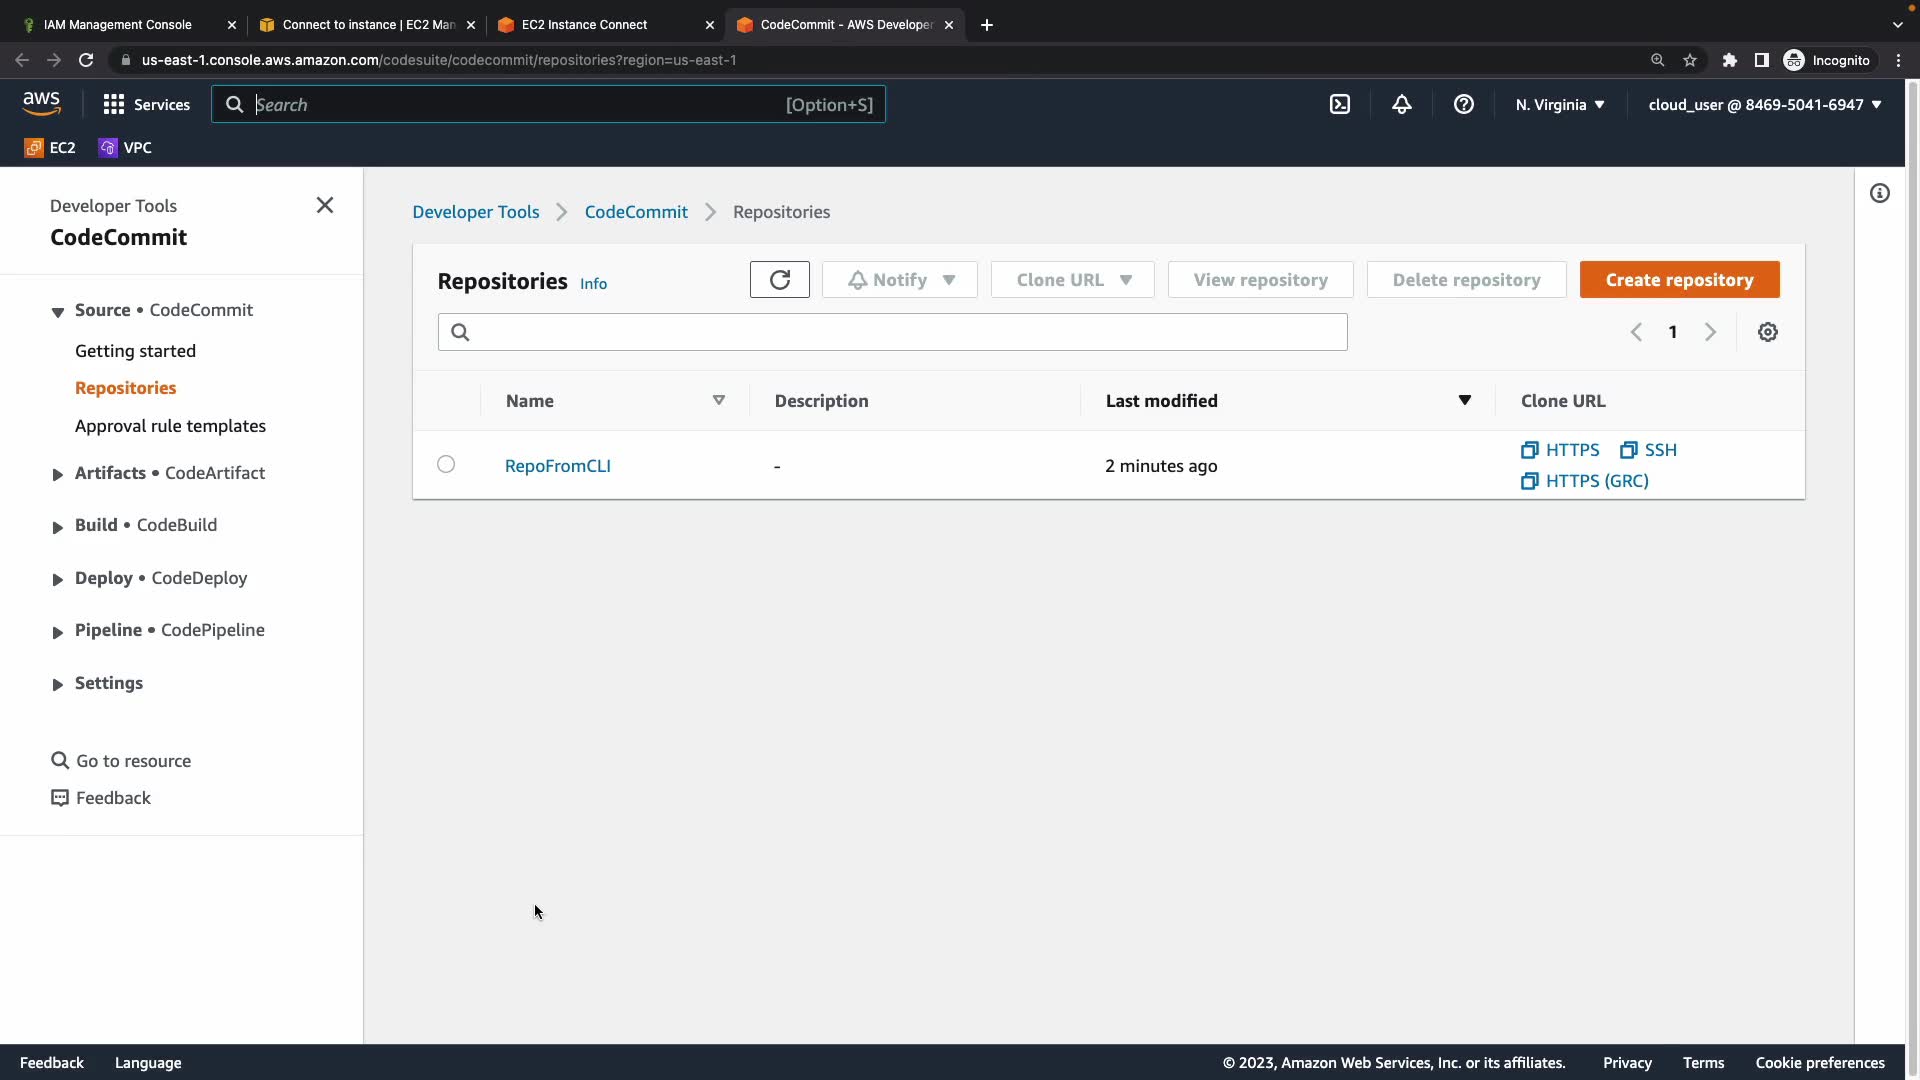 IAM Management Console
Connect to instance | EC2 Man
EC2 Instance Connect
CodeCommit - AWS Developer
us-east-1.console.aws.amazon.com/codesuite/codecommit/repositories?region=us-east-1
Incognito
aws
Services
Search
[Option+S]
N. Virginia
cloud_user @ 8469-5041-6947
EC2
VPC
Developer Tools
CodeCommit
Source • CodeCommit
Getting started
Repositories
Approval rule templates
Artifacts • CodeArtifact
Build • CodeBuild
Deploy • CodeDeploy
Pipeline • CodePipeline
Settings
Go to resource
Feedback
Developer Tools
CodeCommit
Repositories
Repositories Info
Notify
Clone URL
View repository
Delete repository
Create repository
1
Name
Description
Last modified
Clone URL
RepoFromCLI
-
2 minutes ago
HTTPS
SSH
HTTPS (GRC)
Feedback
Language
© 2023, Amazon Web Services, Inc. or its affiliates.
Privacy
Terms
Cookie preferences